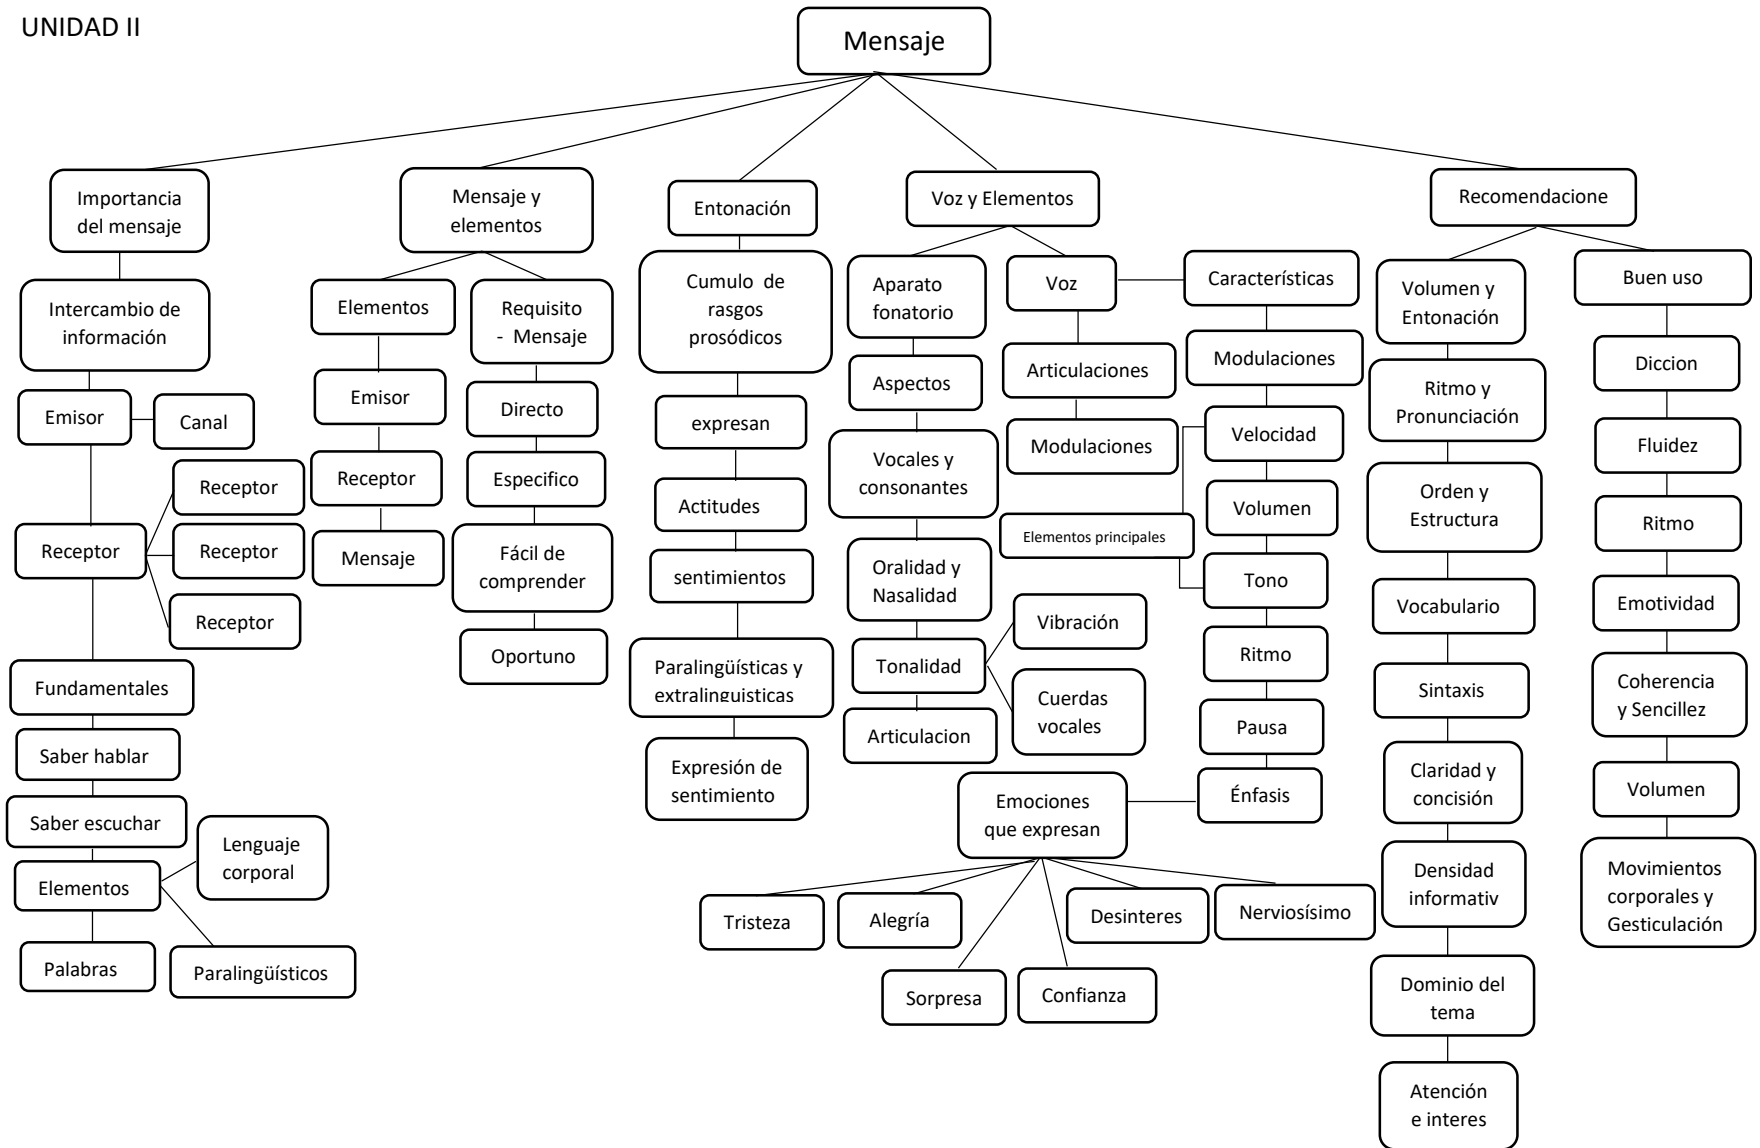 UNIDAD II
Mensaje
Importancia
del mensaje
Intercambio de
información
Emisor
Canal
Receptor
Receptor
Receptor
Receptor
Fundamentales
Saber hablar
Saber escuchar
Elementos
Lenguaje
corporal
Palabras
Paralingüísticos
Mensaje y
elementos
Elementos
Emisor
Receptor
Mensaje
Requisito
- Mensaje
Directo
Especifico
Fácil de
comprender
Oportuno
Entonación
Cumulo de
rasgos
prosódicos
expresan
Actitudes
sentimientos
Paralingüísticas y
extralinguisticas
Expresión de
sentimiento
Voz y Elementos
Aparato
fonatorio
Aspectos
Vocales y
consonantes
Oralidad y
Nasalidad
Tonalidad
Vibración
Cuerdas
vocales
Articulacion
Voz
Articulaciones
Modulaciones
Características
Modulaciones
Velocidad
Volumen
Elementos principales
Tono
Ritmo
Pausa
Énfasis
Emociones
que expresan
Tristeza
Alegría
Sorpresa
Confianza
Desinteres
Nerviosísimo
Recomendacione
Volumen y
Entonación
Ritmo y
Pronunciación
Orden y
Estructura
Vocabulario
Sintaxis
Claridad y
concisión
Densidad
informativ
Dominio del
tema
Atención
e interes
Buen uso
Diccion
Fluidez
Ritmo
Emotividad
Coherencia
y Sencillez
Volumen
Movimientos
corporales y
Gesticulación